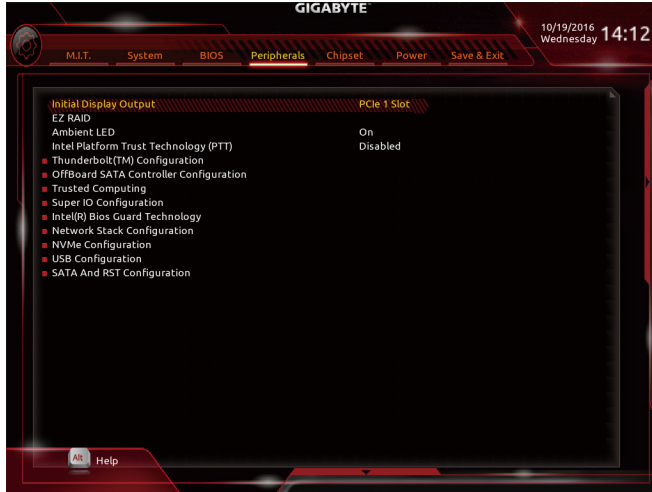 GIGABYTE™
10/19/2016
Wednesday 14:12
M.I.T. System BIOS Peripherals Chipset Power Save & Exit
Initial Display Output PCIe 1 Slot
EZ RAID
Ambient LED On
Intel Platform Trust Technology (PTT) Disabled
Thunderbolt(TM) Configuration
OffBoard SATA Controller Configuration
Trusted Computing
Super IO Configuration
Intel(R) Bios Guard Technology
Network Stack Configuration
NVMe Configuration
USB Configuration
SATA And RST Configuration
Alt Help